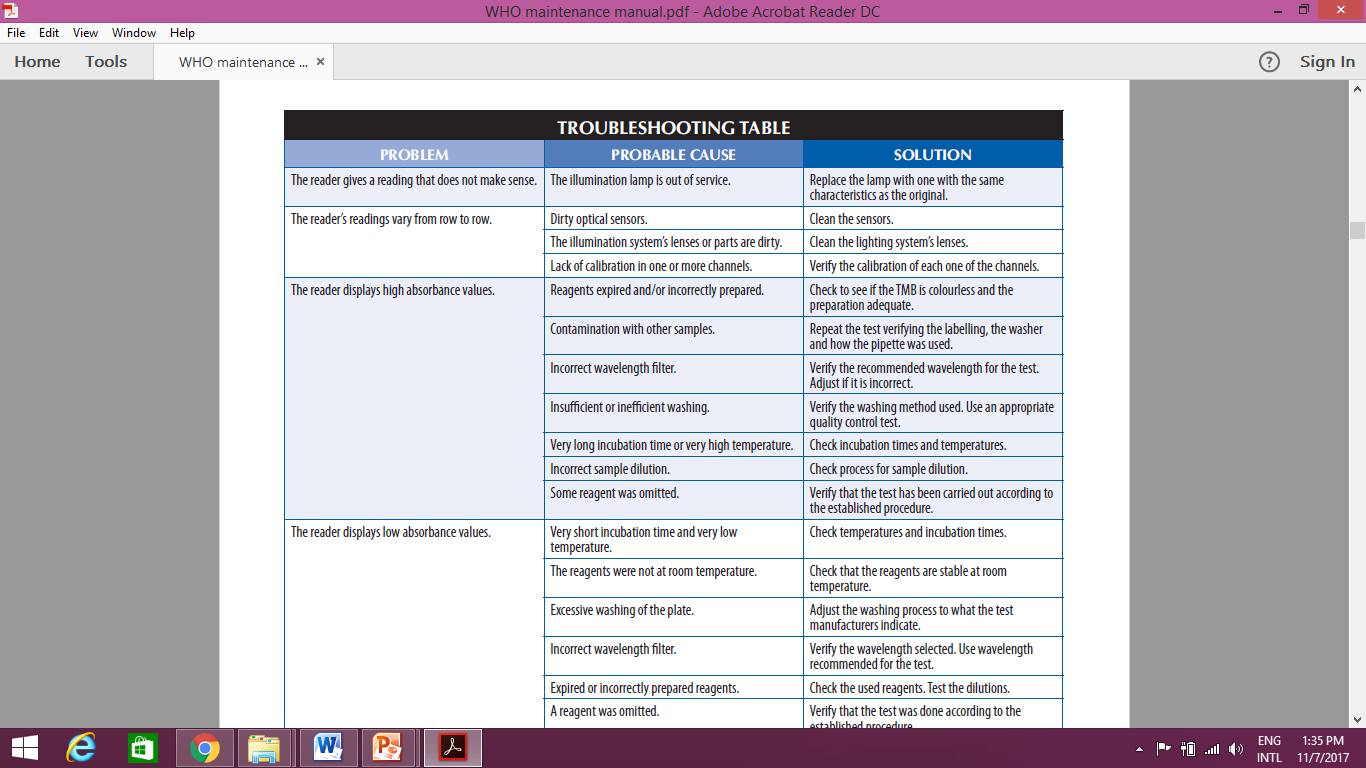 WHO maintenance manual.pdf - Adobe Acrobat Reader DC
File Edit View Window Help
Home Tools WHO maintenance ... × ? Sign In
TROUBLESHOOTING TABLE
PROBLEM PROBABLE CAUSE SOLUTION
The reader gives a reading that does not make sense. The illumination lamp is out of service. Replace the lamp with one with the same
characteristics as the original.
The reader's readings vary from row to row. Dirty optical sensors. Clean the sensors.
The illumination system's lenses or parts are dirty. Clean the lighting system's lenses.
Lack of calibration in one or more channels. Verify the calibration of each one of the channels.
The reader displays high absorbance values. Reagents expired and/or incorrectly prepared. Check to see if the TMB is colourless and the
preparation adequate.
Contamination with other samples. Repeat the test verifying the labelling, the washer
and how the pipette was used.
Incorrect wavelength filter. Verify the recommended wavelength for the test.
Adjust if it is incorrect.
Insufficient or inefficient washing. Verify the washing method used. Use an appropriate
quality control test.
Very long incubation time or very high temperature. Check incubation times and temperatures.
Incorrect sample dilution. Check process for sample dilution.
Some reagent was omitted. Verify that the test has been carried out according to
the established procedure.
The reader displays low absorbance values. Very short incubation time and very low Check temperatures and incubation times.
temperature.
The reagents were not at room temperature. Check that the reagents are stable at room
temperature.
Excessive washing of the plate. Adjust the washing process to what the test
manufacturers indicate.
Incorrect wavelength filter. Verify the wavelength selected. Use wavelength
recommended for the test.
Expired or incorrectly prepared reagents. Check the used reagents. Test the dilutions.
A reagent was omitted. Verify that the test was done according to the
established procedure.
ENG 1:35 PM
INTL 11/7/2017